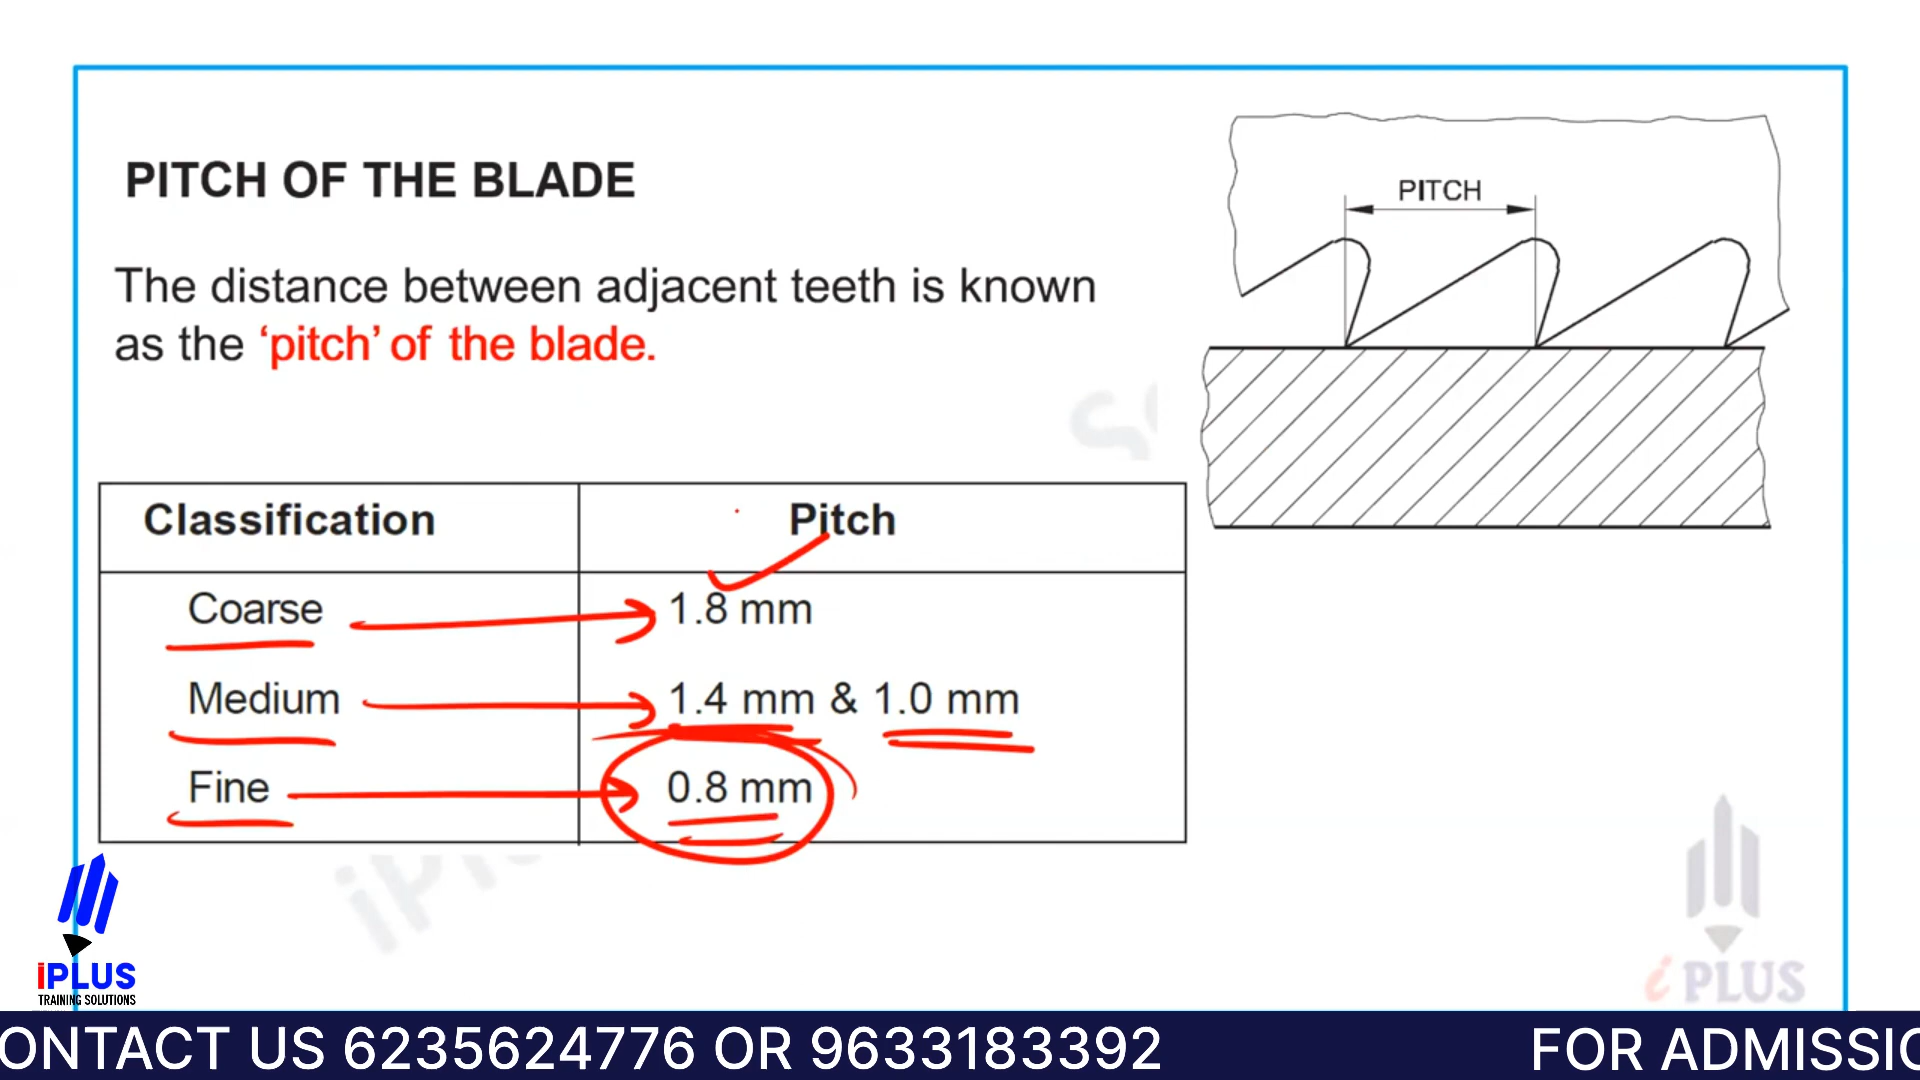 PITCH OF THE BLADE
PITCH
The distance between adjacent teeth is known
as the ‘pitch’ of the blade.
Classification Pitch
Coarse 1.8 mm
Medium 1.4 mm & 1.0 mm
Fine 0.8 mm
iPLUS
TRAINING SOLUTIONS
i PLUS
ONTACT US 6235624776 OR 9633183392 FOR ADMISSIO